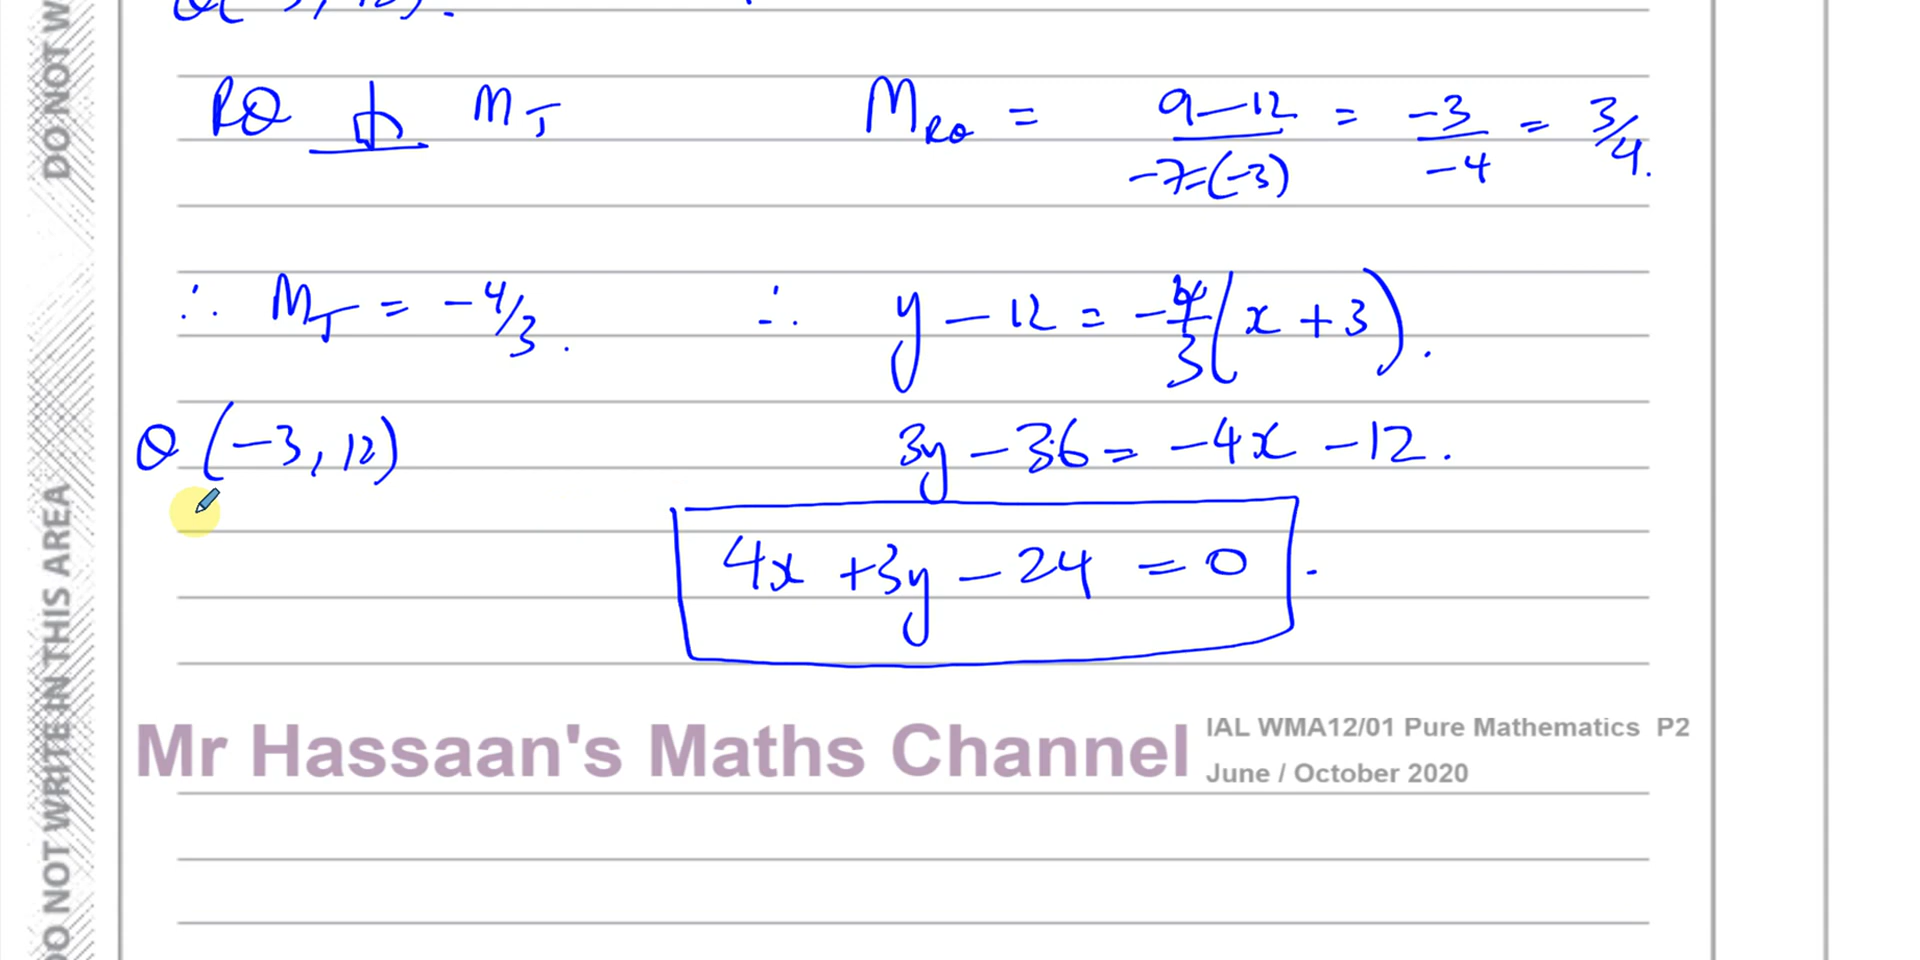 Q(-3, 12).
RQ ⊥ M_T
M_RQ = 9-12/-7-(-3) = -3/-4 = 3/4.
∴ M_T = -4/3.
∴ y - 12 = -4/3(x + 3).
Q (-3, 12)
3y - 36 = -4x - 12.
4x + 3y - 24 = 0.
Mr Hassaan's Maths Channel
IAL WMA12/01 Pure Mathematics P2
June / October 2020
DO NOT W
DO NOT WRITE IN THIS AREA